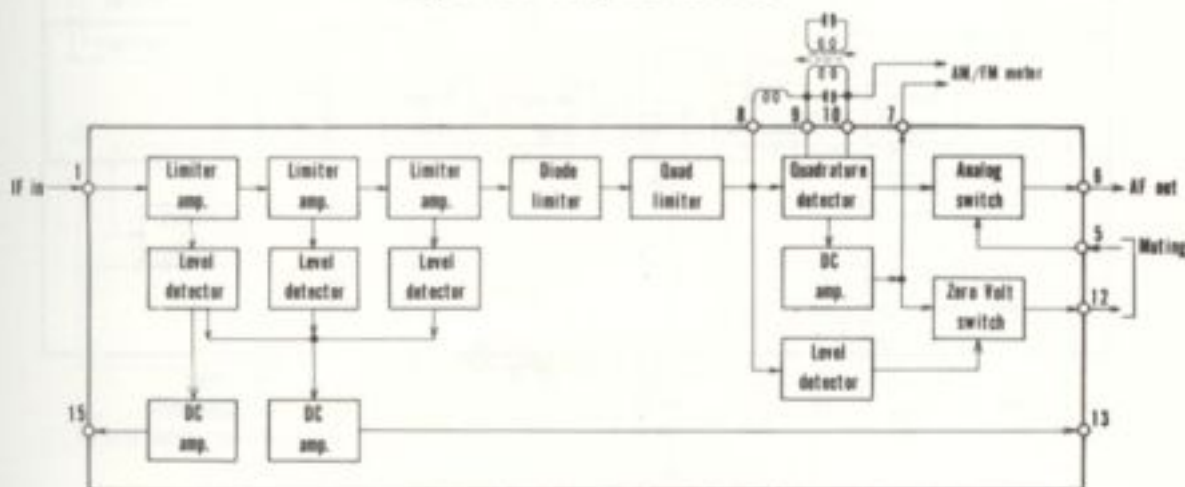 AM/FM meter
8
9
10
7
1
IF in
Limiter
amp.
Limiter
amp.
Limiter
amp.
Diode
limiter
Quad
limiter
Quadrature
detector
Analog
switch
6
AF out
5
Muting
Level
detector
Level
detector
Level
detector
DC
amp.
Zero Volt
switch
12
Level
detector
15
DC
amp.
DC
amp.
13